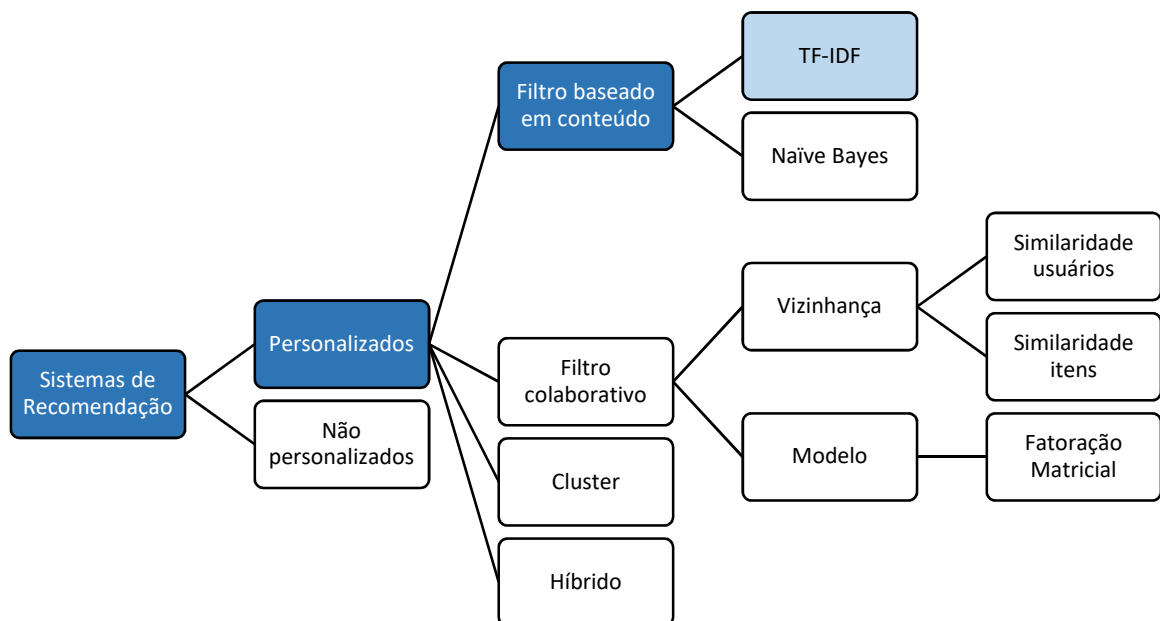 TF-IDF
Filtro baseado
em conteúdo
Naïve Bayes
Similaridade
usuários
Vizinhança
Personalizados
Similaridade
itens
Filtro
colaborativo
Sistemas de
Recomendação
Não
personalizados
Modelo
Fatoração
Matricial
Cluster
Híbrido